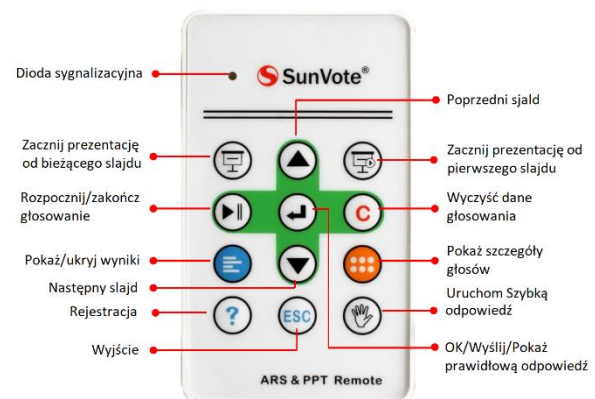 Dioda sygnalizacyjna
SunVote®
Poprzedni sjald
Zacznij prezentację
od bieżącego slajdu
Zacznij prezentację od
pierwszego slajdu
Rozpocznij/zakończ
głosowanie
C
Wyczyść dane
głosowania
Pokaż/ukryj wyniki
Pokaż szczegóły
głosów
Następny slajd
Uruchom Szybką
odpowiedź
Rejestracja
?
ESC
Wyjście
OK/Wyślij/Pokaż
prawidłową odpowiedź
ARS & PPT Remote